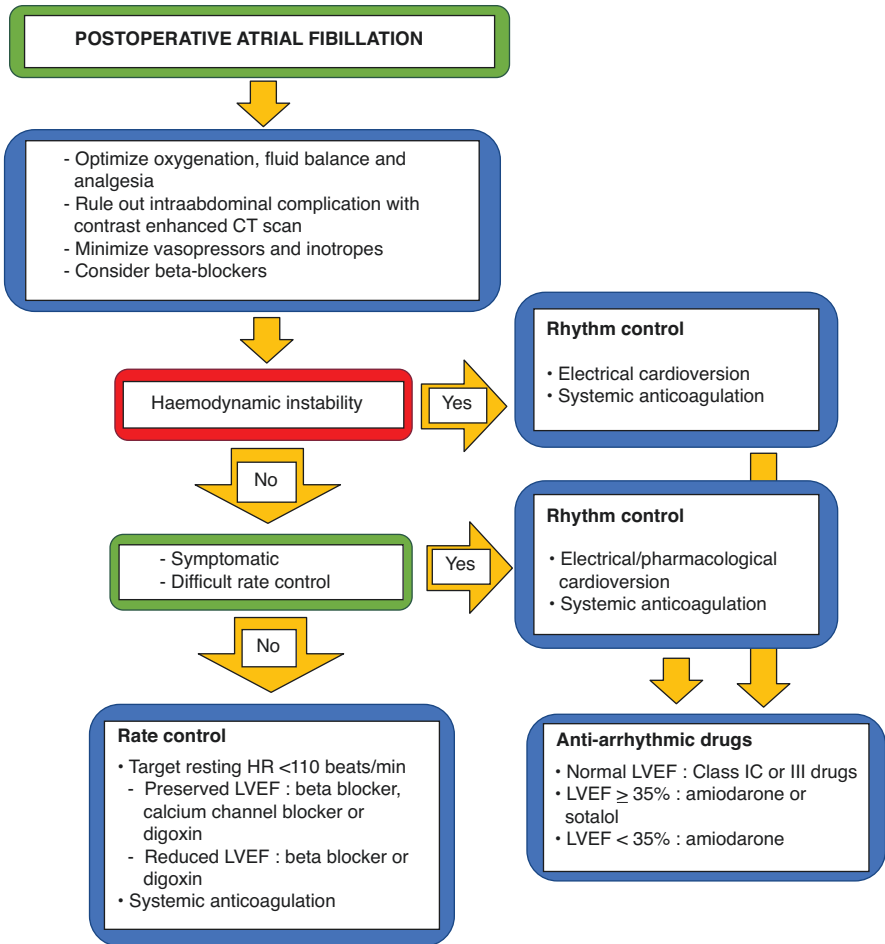 POSTOPERATIVE ATRIAL FIBILLATION
- Optimize oxygenation, fluid balance and
analgesia
- Rule out intraabdominal complication with
contrast enhanced CT scan
- Minimize vasopressors and inotropes
- Consider beta-blockers
Haemodynamic instability
Yes
Rhythm control
• Electrical cardioversion
• Systemic anticoagulation
No
- Symptomatic
- Difficult rate control
Yes
Rhythm control
• Electrical/pharmacological
cardioversion
• Systemic anticoagulation
No
Rate control
• Target resting HR <110 beats/min
- Preserved LVEF : beta blocker,
calcium channel blocker or
digoxin
- Reduced LVEF : beta blocker or
digoxin
• Systemic anticoagulation
Anti-arrhythmic drugs
• Normal LVEF : Class IC or III drugs
• LVEF ≥ 35% : amiodarone or
sotalol
• LVEF < 35% : amiodarone